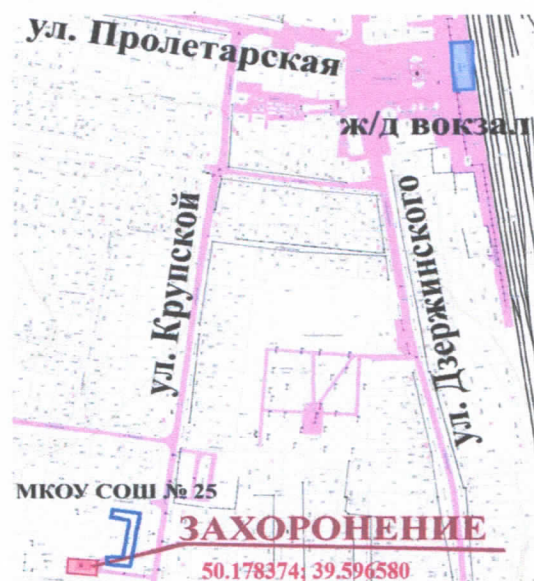 ул. Пролетарская
ж/д вокзал
ул. Крупской
ул. Дзержинского
МКОУ СОШ № 25
ЗАХОРОНЕНИЕ
50.178374; 39.596580